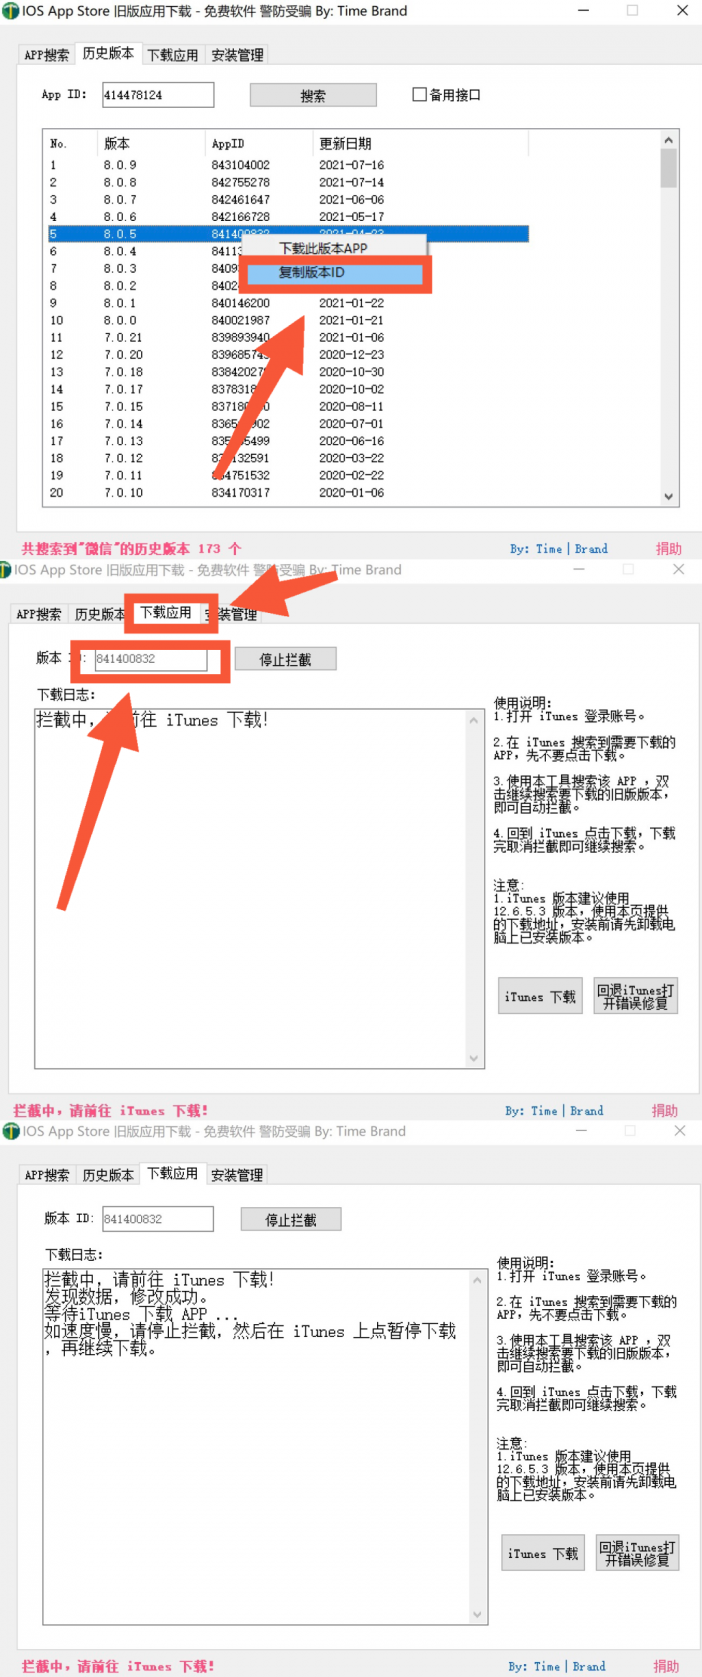 IOS App Store 旧版应用下载 - 免费软件 警防受骗 By: Time Brand
APP搜索 历史版本 下载应用 安装管理
App ID: 414478124 搜索 备用接口
No. 版本 AppID 更新日期
1 8.0.9 843104002 2021-07-16
2 8.0.8 842755278 2021-07-14
3 8.0.7 842461647 2021-06-06
4 8.0.6 842166728 2021-05-17
5 8.0.5 841400832 2021-04-23
下载此版本APP
6 8.0.4
复制版本ID
7 8.0.3
8 8.0.2
9 8.0.1 840146200 2021-01-22
10 8.0.0 840021987 2021-01-21
11 7.0.21 839893940 2021-01-06
12 7.0.20 2020-12-23
13 7.0.18 2020-10-30
14 7.0.17 2020-10-02
15 7.0.15 2020-08-11
16 7.0.14 2020-07-01
17 7.0.13 2020-06-16
18 7.0.12 2020-03-22
19 7.0.11 2020-02-22
20 7.0.10 834170317 2020-01-06
共搜索到"微信"的历史版本 173 个 By: Time|Brand 捐助
IOS App Store 旧版应用下载 - 免费软件 警防受骗 By: Time Brand
APP搜索 历史版本 下载应用 安装管理
版本 ID: 841400832 停止拦截
下载日志:
拦截中，请前往 iTunes 下载!
使用说明:
1.打开 iTunes 登录账号。
2.在 iTunes 搜索到需要下载的
APP，先不要点击下载。
3.使用本工具搜索该 APP ，双
击继续搜索要下载的旧版版本，
即可自动拦截。
4.回到 iTunes 点击下载，下载
完取消拦截即可继续搜索。
注意:
1.iTunes 版本建议使用
12.6.5.3 版本，使用本页提供
的下载地址，安装前请先卸载电
脑上已安装版本。
iTunes 下载 回退iTunes打
开错误修复
拦截中，请前往 iTunes 下载! By: Time|Brand 捐助
IOS App Store 旧版应用下载 - 免费软件 警防受骗 By: Time Brand
APP搜索 历史版本 下载应用 安装管理
版本 ID: 841400832 停止拦截
下载日志:
拦截中，请前往 iTunes 下载!
发现数据，修改成功。
等待iTunes 下载 APP ...
如速度慢，请停止拦截，然后在 iTunes 上点暂停下载
，再继续下载。
使用说明:
1.打开 iTunes 登录账号。
2.在 iTunes 搜索到需要下载的
APP，先不要点击下载。
3.使用本工具搜索该 APP ，双
击继续搜索要下载的旧版版本，
即可自动拦截。
4.回到 iTunes 点击下载，下载
完取消拦截即可继续搜索。
注意:
1.iTunes 版本建议使用
12.6.5.3 版本，使用本页提供
的下载地址，安装前请先卸载电
脑上已安装版本。
iTunes 下载 回退iTunes打
开错误修复
拦截中，请前往 iTunes 下载! By: Time|Brand 捐助